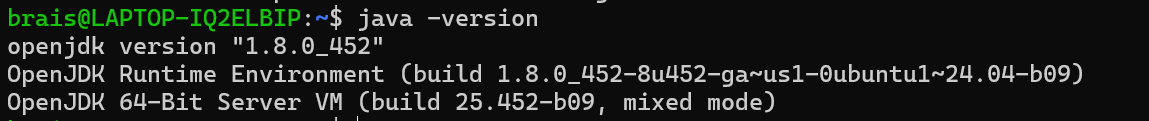 brais@LAPTOP-IQ2ELBIP:~$ java -version
openjdk version "1.8.0_452"
OpenJDK Runtime Environment (build 1.8.0_452-8u452-ga~us1-0ubuntu1~24.04-b09)
OpenJDK 64-Bit Server VM (build 25.452-b09, mixed mode)